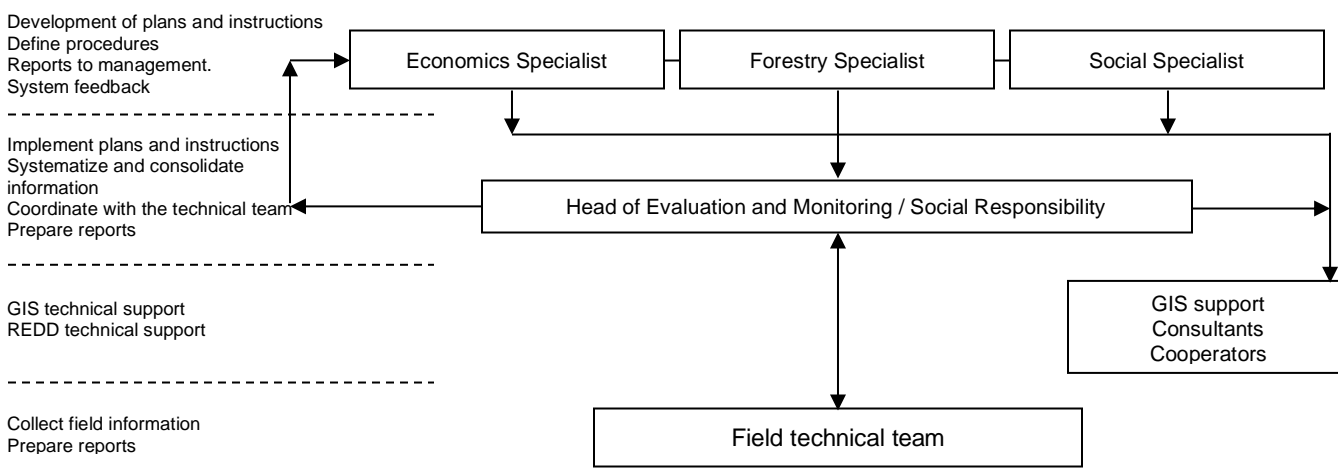 Development of plans and instructions
Define procedures
Reports to management.
System feedback
Economics Specialist
Forestry Specialist
Social Specialist
Implement plans and instructions
Systematize and consolidate
information
Coordinate with the technical team
Prepare reports
Head of Evaluation and Monitoring / Social Responsibility
GIS technical support
REDD technical support
GIS support
Consultants
Cooperators
Collect field information
Prepare reports
Field technical team